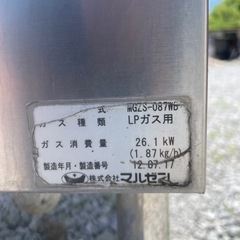 式 MGZS-087WB
ガス種類 LPガス用
ガス消費量 26.1 kW
(1.87 kg/h)
製造年月・製造番号 12.07.17
株式会社マルゼン